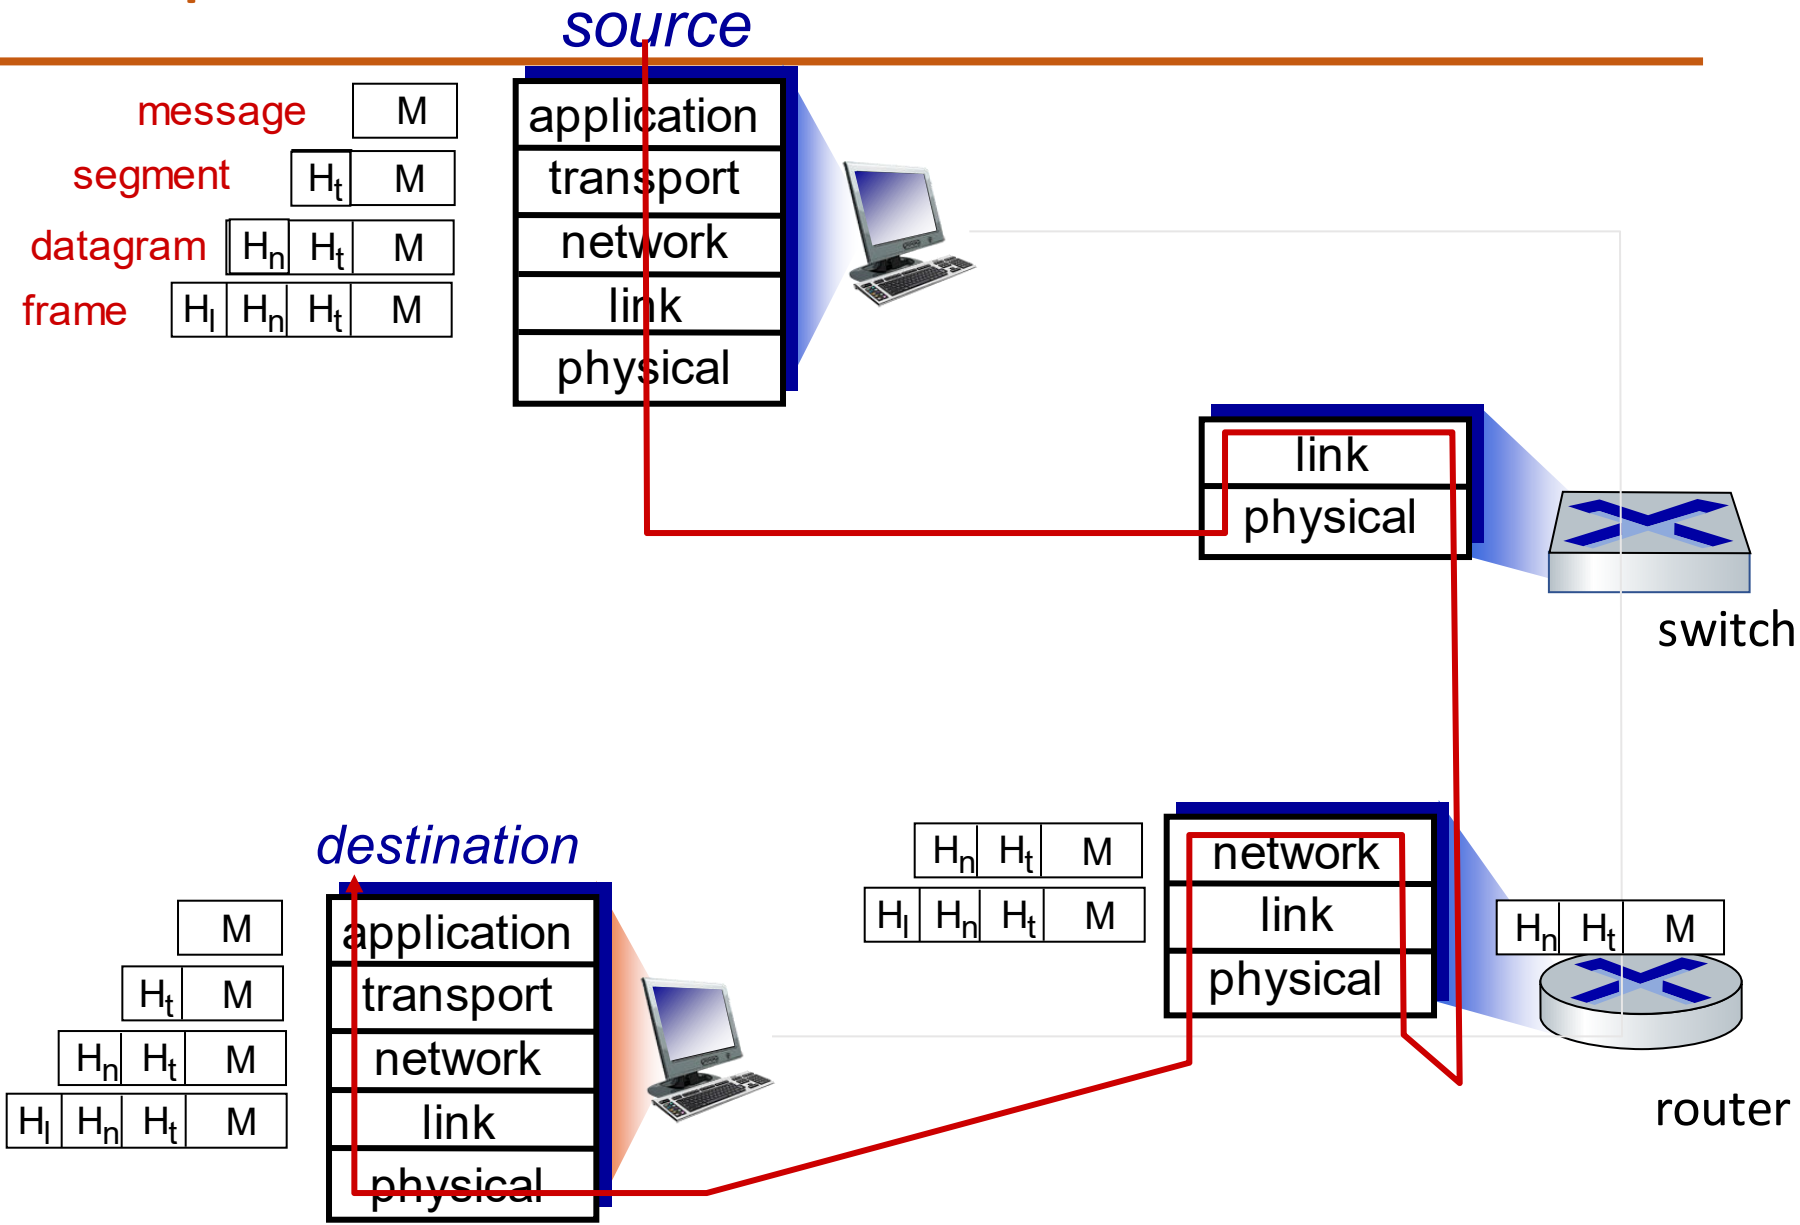 source
message M
segment Ht M
datagram Hn Ht M
frame Hl Hn Ht M
application
transport
network
link
physical
link
physical
switch
destination
M
Ht M
Hn Ht M
Hl Hn Ht M
application
transport
network
link
physical
Hn Ht M
Hl Hn Ht M
network
link
physical
Hn Ht M
router